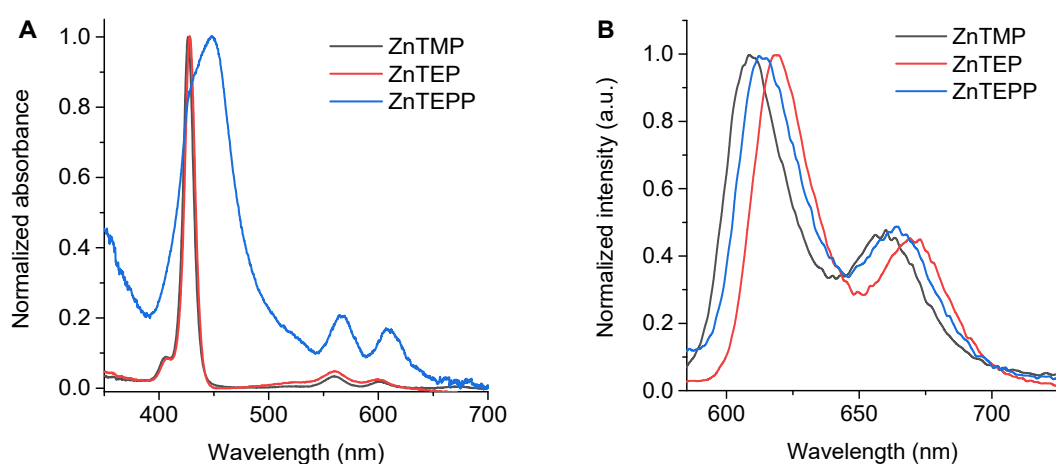 A
Normalized absorbance
1.0
0.8
0.6
0.4
0.2
0.0
400
500
600
700
Wavelength (nm)
ZnTMP
ZnTEP
ZnTEPP
B
Normalized intensity (a.u.)
1.0
0.8
0.6
0.4
0.2
0.0
600
650
700
Wavelength (nm)
ZnTMP
ZnTEP
ZnTEPP